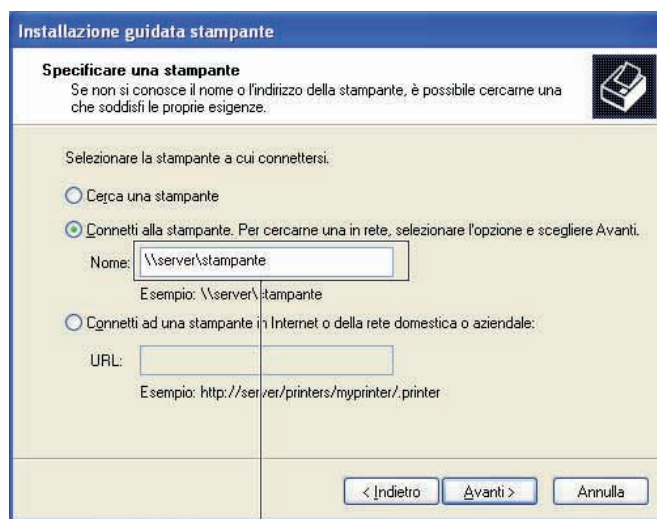 Installazione guidata stampante
Specificare una stampante
Se non si conosce il nome o l'indirizzo della stampante, è possibile cercarne una
che soddisfi le proprie esigenze.
Selezionare la stampante a cui connettersi.
Cerca una stampante
Connetti alla stampante. Per cercarne una in rete, selezionare l'opzione e scegliere Avanti.
Nome: \\server\stampante
Esempio: \\server\stampante
Connetti ad una stampante in Internet o della rete domestica o aziendale:
URL:
Esempio: http://server/printers/myprinter/.printer
< Indietro Avanti > Annulla